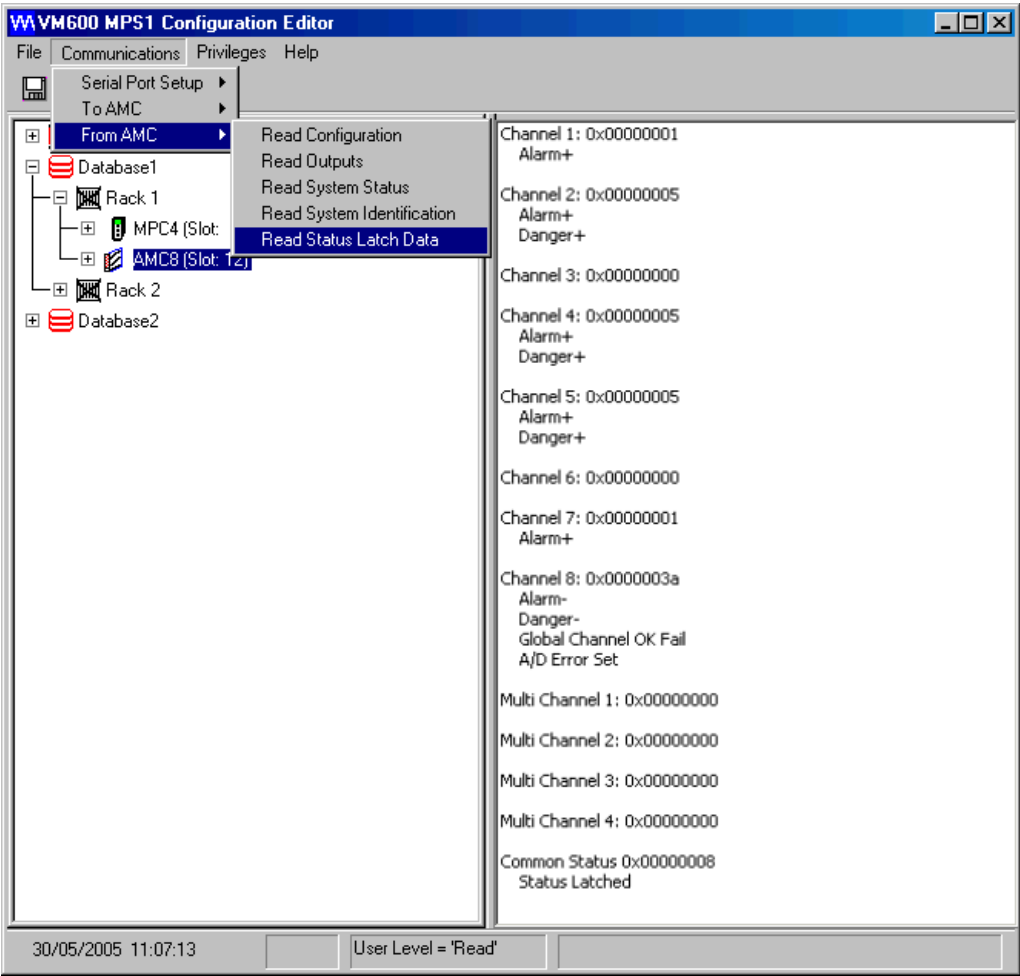 VM600 MPS1 Configuration Editor
File Communications Privileges Help
Serial Port Setup
To AMC
From AMC
Read Configuration
Read Outputs
Read System Status
Read System Identification
Read Status Latch Data
Database1
Rack 1
MPC4 (Slot:
AMC8 (Slot: 12)
Rack 2
Database2
Channel 1: 0x00000001
Alarm+
Channel 2: 0x00000005
Alarm+
Danger+
Channel 3: 0x00000000
Channel 4: 0x00000005
Alarm+
Danger+
Channel 5: 0x00000005
Alarm+
Danger+
Channel 6: 0x00000000
Channel 7: 0x00000001
Alarm+
Channel 8: 0x0000003a
Alarm-
Danger-
Global Channel OK Fail
A/D Error Set
Multi Channel 1: 0x00000000
Multi Channel 2: 0x00000000
Multi Channel 3: 0x00000000
Multi Channel 4: 0x00000000
Common Status 0x00000008
Status Latched
30/05/2005 11:07:13
User Level = 'Read'